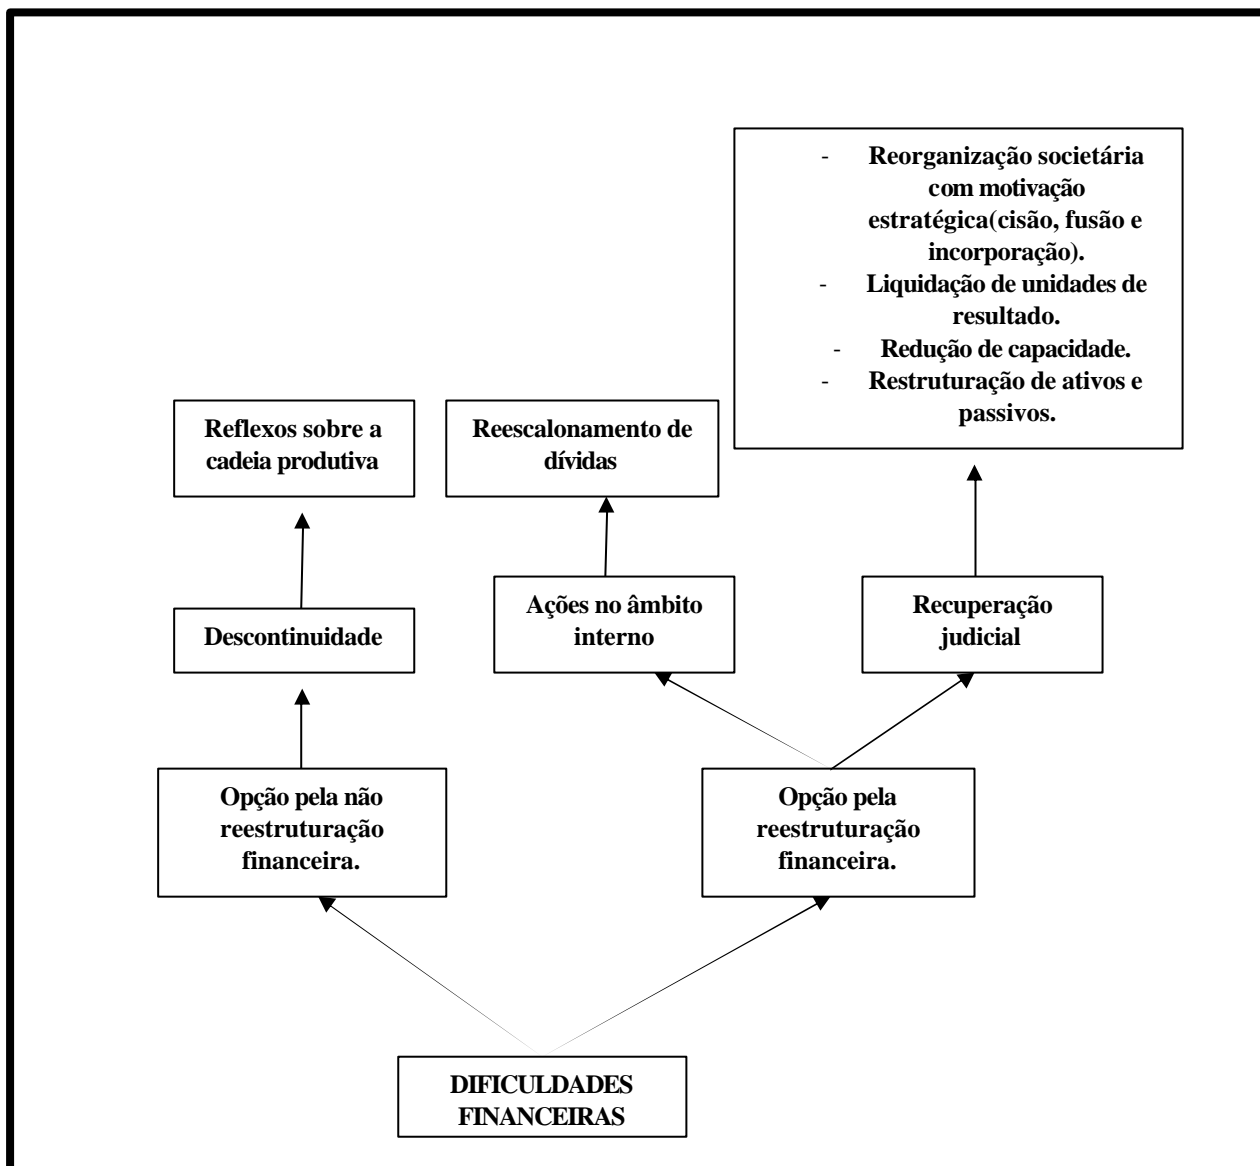 - Reorganização societária
com motivação
estratégica(cisão, fusão e
incorporação).
- Liquidação de unidades de
resultado.
- Redução de capacidade.
- Restruturação de ativos e
passivos.
Reflexos sobre a
cadeia produtiva
Reescalonamento de
dívidas
Descontinuidade
Ações no âmbito
interno
Recuperação
judicial
Opção pela não
reestruturação
financeira.
Opção pela
reestruturação
financeira.
DIFICULDADES
FINANCEIRAS